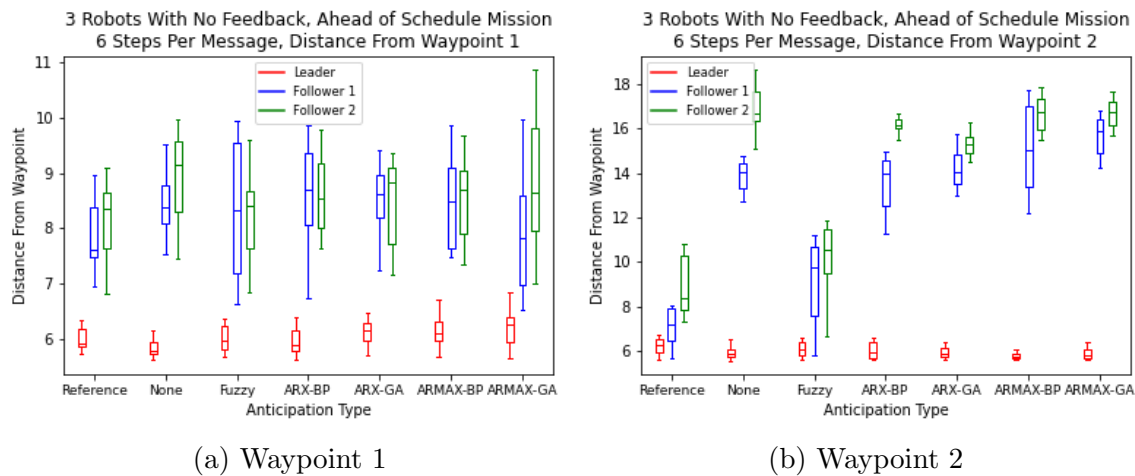 3 Robots With No Feedback, Ahead of Schedule Mission
6 Steps Per Message, Distance From Waypoint 1
Leader
Follower 1
Follower 2
11
10
9
8
7
6
Distance From Waypoint
Reference None Fuzzy ARX-BP ARX-GA ARMAX-BP ARMAX-GA
Anticipation Type
(a) Waypoint 1
3 Robots With No Feedback, Ahead of Schedule Mission
6 Steps Per Message, Distance From Waypoint 2
Leader
Follower 1
Follower 2
18
16
14
12
10
8
6
Distance From Waypoint
Reference None Fuzzy ARX-BP ARX-GA ARMAX-BP ARMAX-GA
Anticipation Type
(b) Waypoint 2